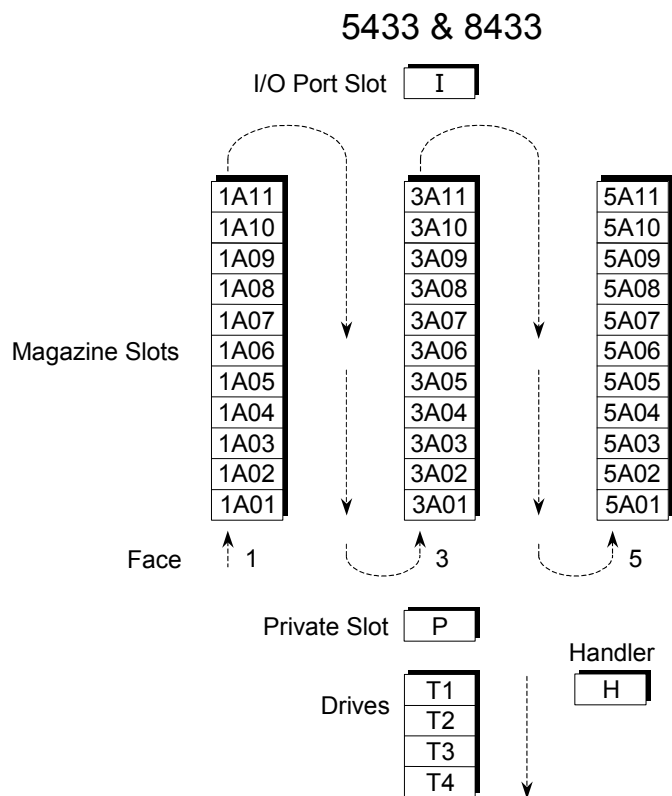 5433 & 8433
I/O Port Slot I
1A11 3A11 5A11
1A10 3A10 5A10
1A09 3A09 5A09
1A08 3A08 5A08
1A07 3A07 5A07
Magazine Slots 1A06 3A06 5A06
1A05 3A05 5A05
1A04 3A04 5A04
1A03 3A03 5A03
1A02 3A02 5A02
1A01 3A01 5A01
Face 1 3 5
Private Slot P
Handler
H
Drives
T1
T2
T3
T4